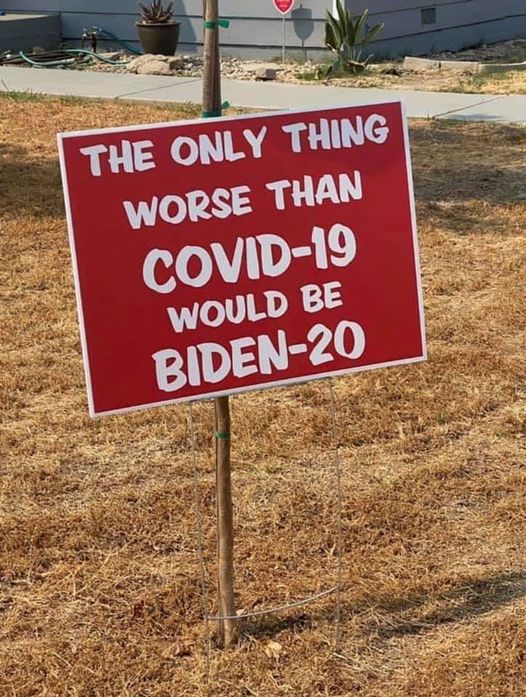 THE ONLY THING
WORSE THAN
COVID-19
WOULD BE
BIDEN-20